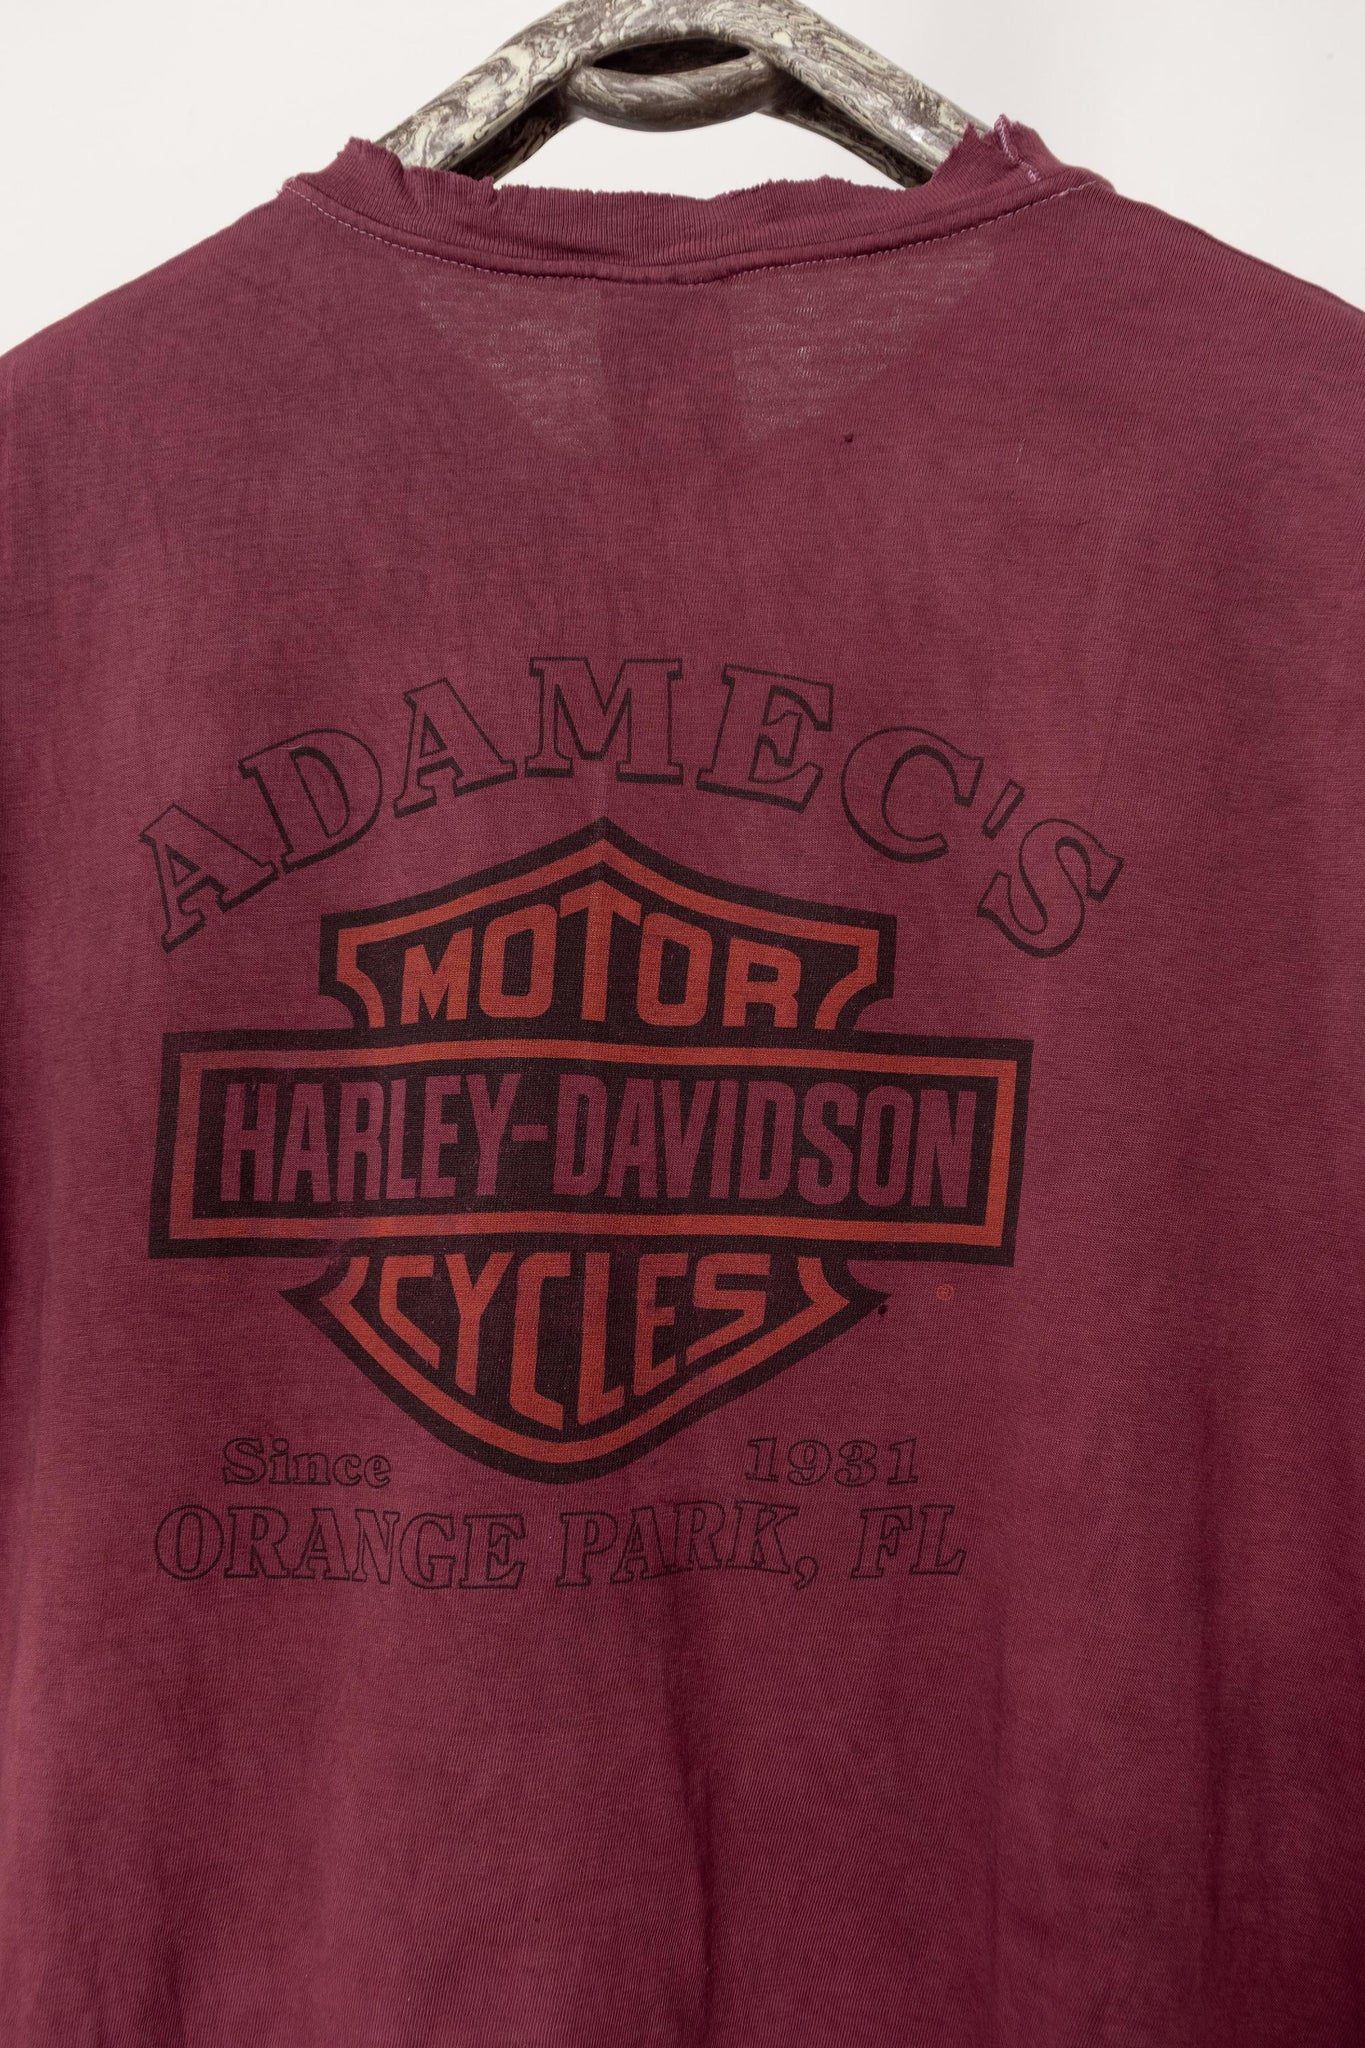 ADAMEC'S
MOTOR
HARLEY-DAVIDSON
CYCLES
®
Since 1931
ORANGE PARK, FL